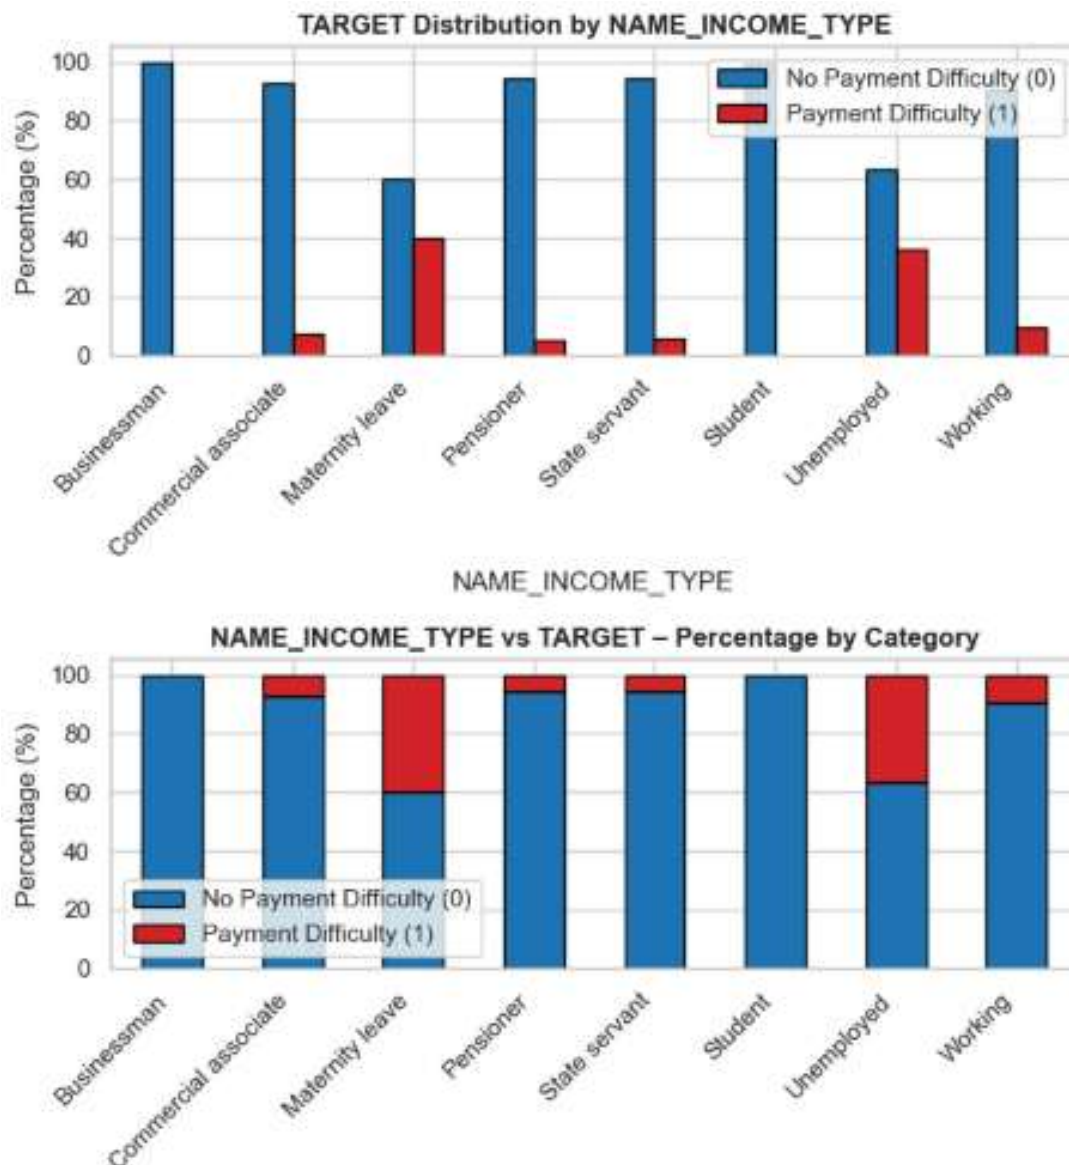 TARGET Distribution by NAME_INCOME_TYPE
Percentage (%)
100
80
60
40
20
0
No Payment Difficulty (0)
Payment Difficulty (1)
Businessman
Commercial associate
Maternity leave
Pensioner
State servant
Student
Unemployed
Working
NAME_INCOME_TYPE
NAME_INCOME_TYPE vs TARGET – Percentage by Category
Percentage (%)
100
80
60
40
20
0
No Payment Difficulty (0)
Payment Difficulty (1)
Businessman
Commercial associate
Maternity leave
Pensioner
State servant
Student
Unemployed
Working